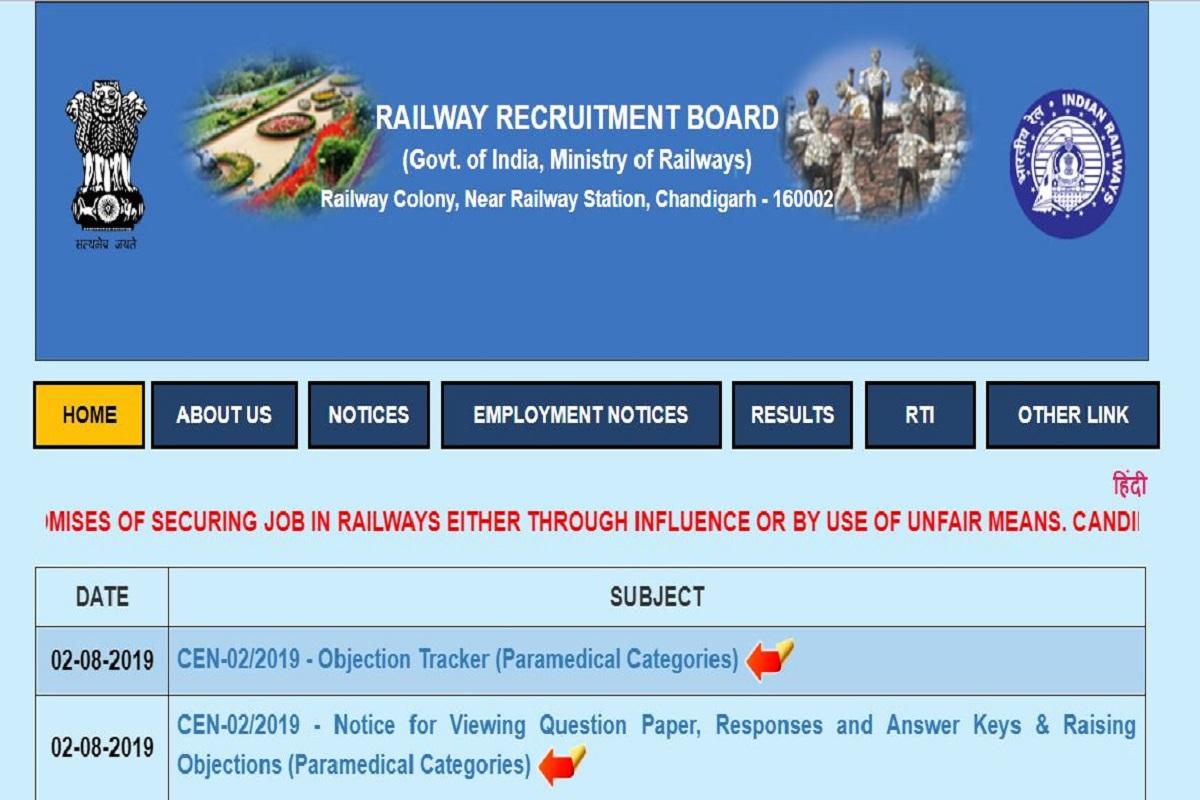 RAILWAY RECRUITMENT BOARD
(Govt. of India, Ministry of Railways)
Railway Colony, Near Railway Station, Chandigarh - 160002
सत्यमेव जयते
भारतीय रेल • INDIAN RAILWAYS
HOME ABOUT US NOTICES EMPLOYMENT NOTICES RESULTS RTI OTHER LINK
हिंदी
OF SECURING JOB IN RAILWAYS EITHER THROUGH INFLUENCE OR BY USE OF UNFAIR MEANS.
DATE SUBJECT
02-08-2019 CEN-02/2019 - Objection Tracker (Paramedical Categories)
02-08-2019 CEN-02/2019 - Notice for Viewing Question Paper, Responses and Answer Keys & Raising
Objections (Paramedical Categories)